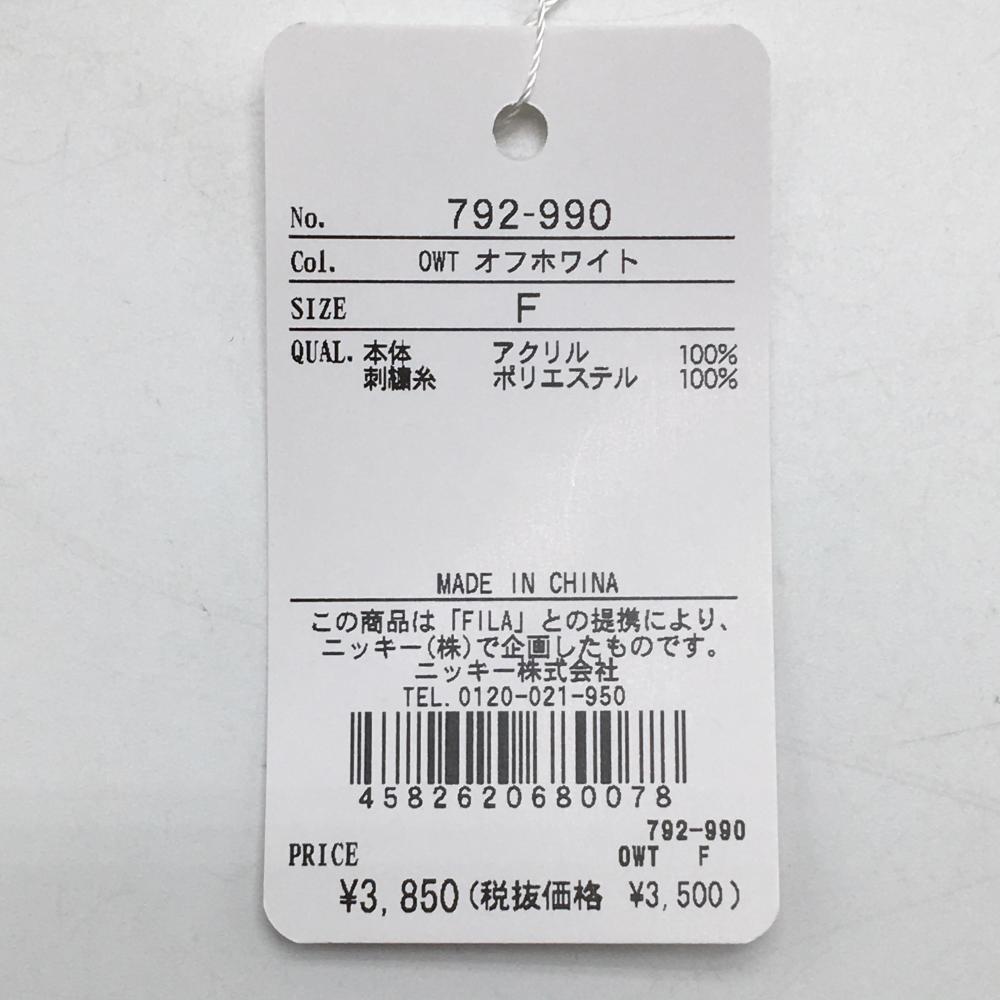 No. 792-990
Col. OWT オフホワイト
SIZE F
QUAL. 本体 アクリル 100%
刺繍糸 ポリエステル 100%
MADE IN CHINA
この商品は「FILA」との提携により、
ニッキー(株)で企画したものです。
ニッキー株式会社
TEL.0120-021-950
4582620680078
792-990
PRICE OWT F
¥3,850(税抜価格 ¥3,500)